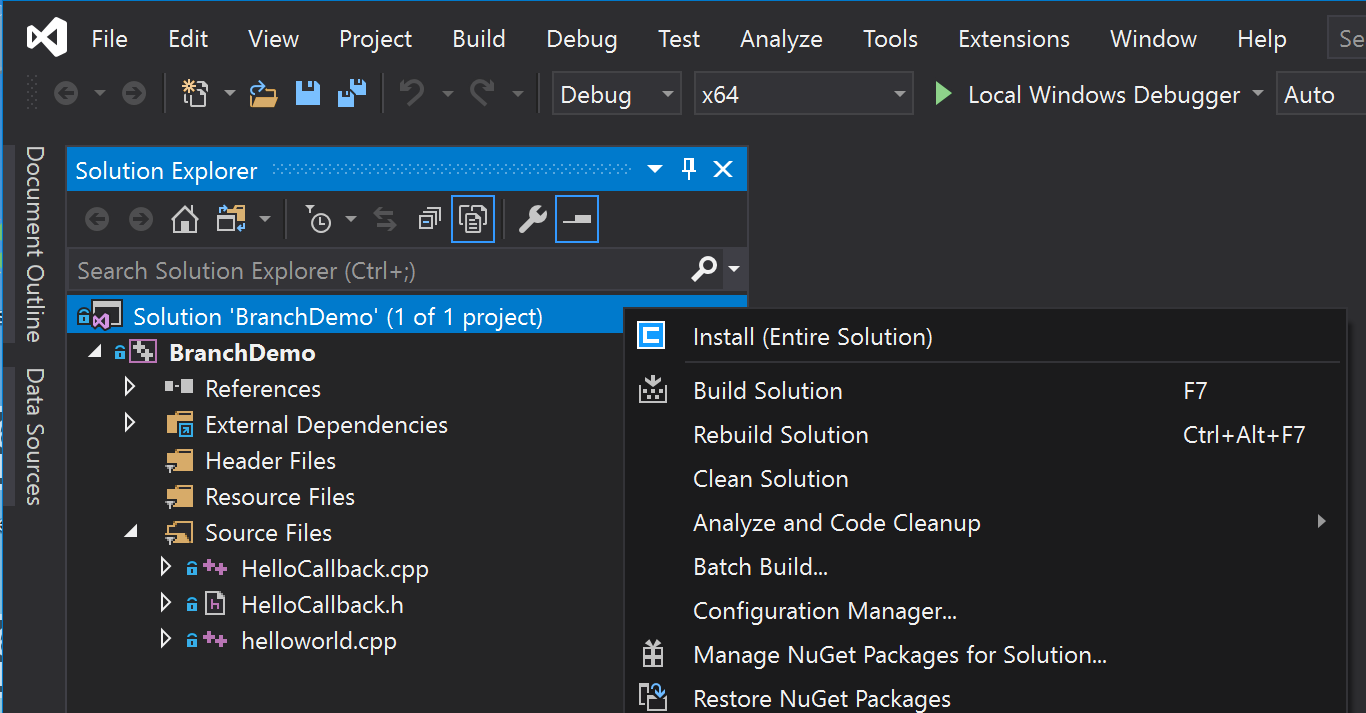 File Edit View Project Build Debug Test Analyze Tools Extensions Window Help Se
Debug x64 Local Windows Debugger Auto
Document Outline
Data Sources
Solution Explorer
Search Solution Explorer (Ctrl+;)
Solution 'BranchDemo' (1 of 1 project)
BranchDemo
References
External Dependencies
Header Files
Resource Files
Source Files
HelloCallback.cpp
HelloCallback.h
helloworld.cpp
Install (Entire Solution)
Build Solution F7
Rebuild Solution Ctrl+Alt+F7
Clean Solution
Analyze and Code Cleanup
Batch Build...
Configuration Manager...
Manage NuGet Packages for Solution...
Restore NuGet Packages